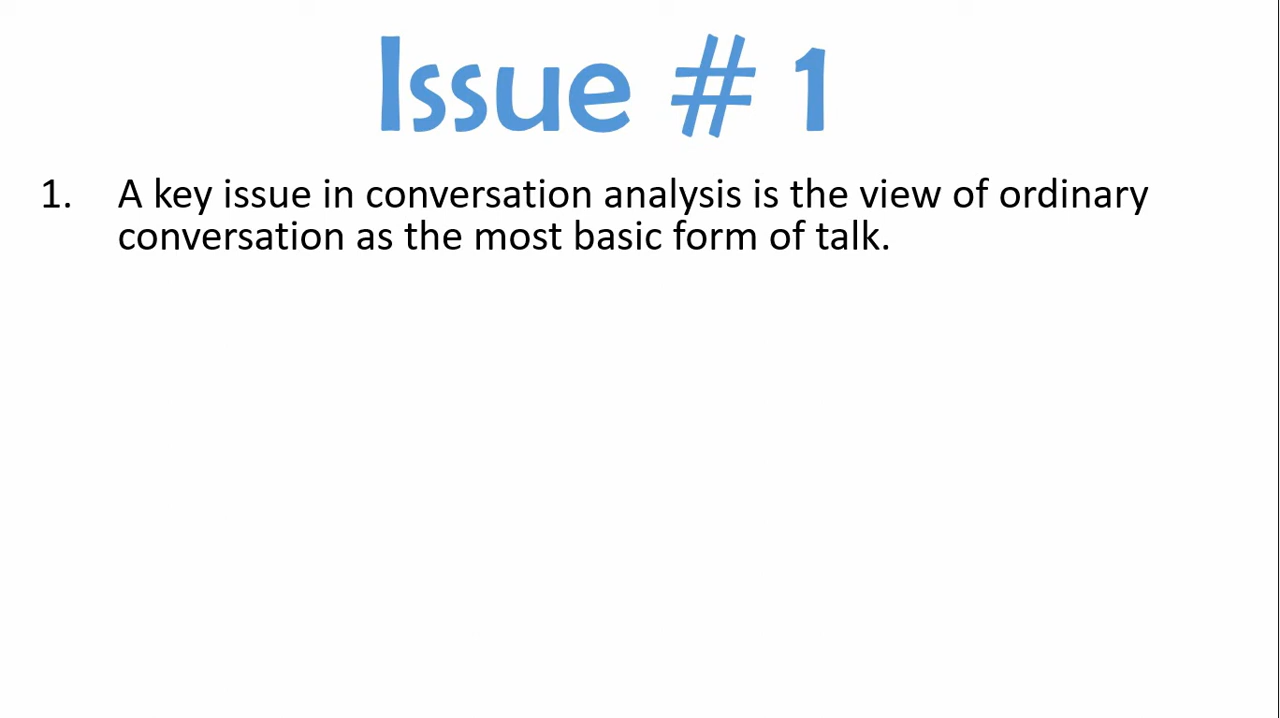 Issue # 1
1. A key issue in conversation analysis is the view of ordinary
conversation as the most basic form of talk.